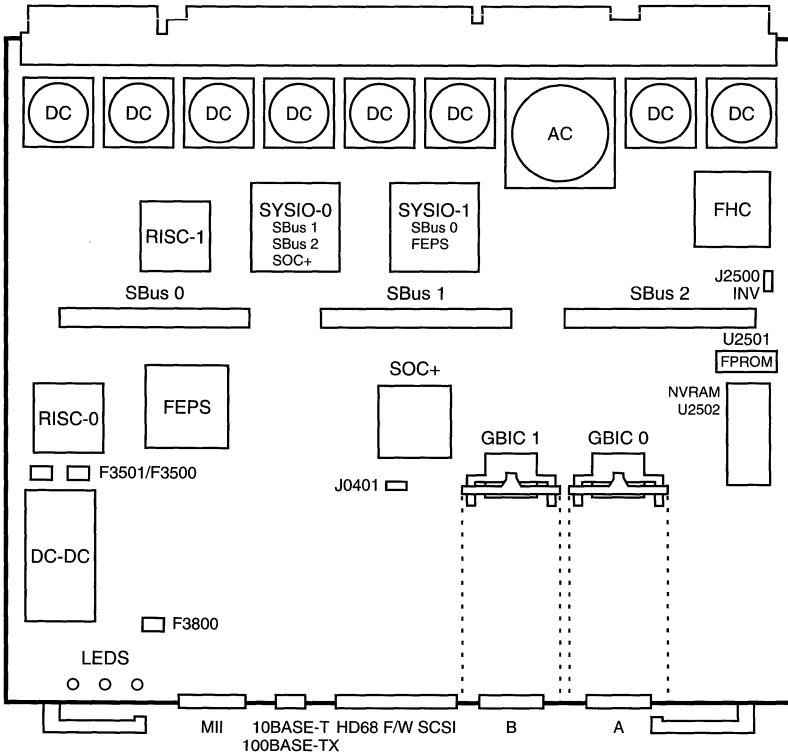 DC DC DC DC DC DC AC DC DC
RISC-1
SYSIO-0
SBus 1
SBus 2
SOC+
SYSIO-1
SBus 0
FEPS
FHC
J2500
INV
SBus 0 SBus 1 SBus 2
U2501
FPROM
NVRAM
U2502
RISC-0
FEPS
SOC+
GBIC 1 GBIC 0
F3501/F3500
J0401
DC-DC
F3800
LEDS
MII 10BASE-T HD68 F/W SCSI B A
100BASE-TX